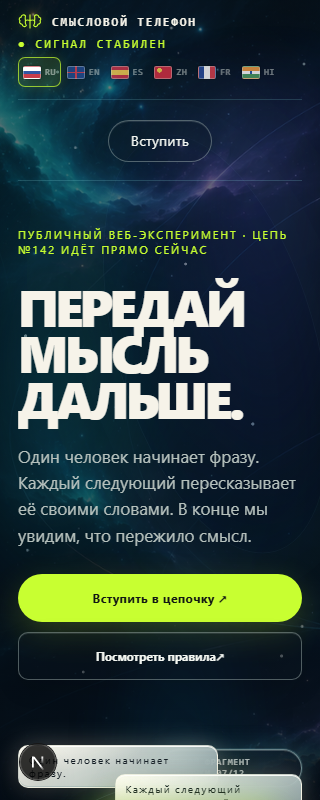 СМЫСЛОВОЙ ТЕЛЕФОН
СИГНАЛ СТАБИЛЕН
RU EN ES ZH FR HI
Вступить
ПУБЛИЧНЫЙ ВЕБ-ЭКСПЕРИМЕНТ · ЦЕПЬ
№142 ИДЁТ ПРЯМО СЕЙЧАС
ПЕРЕДАЙ
МЫСЛЬ
ДАЛЬШЕ.
Один человек начинает фразу.
Каждый следующий пересказывает
её своими словами. В конце мы
увидим, что пережило смысл.
Вступить в цепочку ↗
Посмотреть правила↗
человек начинает
фразу.
N
Каждый следующий